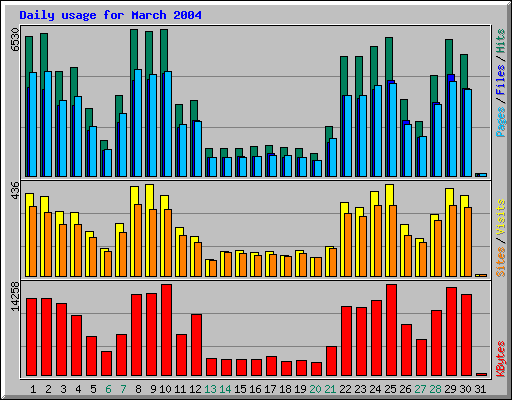 Daily usage for March 2004
6530
Pages / Files / Hits
436
Sites / Visits
14258
KBytes
1 2 3 4 5 6 7 8 9 10 11 12 13 14 15 16 17 18 19 20 21 22 23 24 25 26 27 28 29 30 31